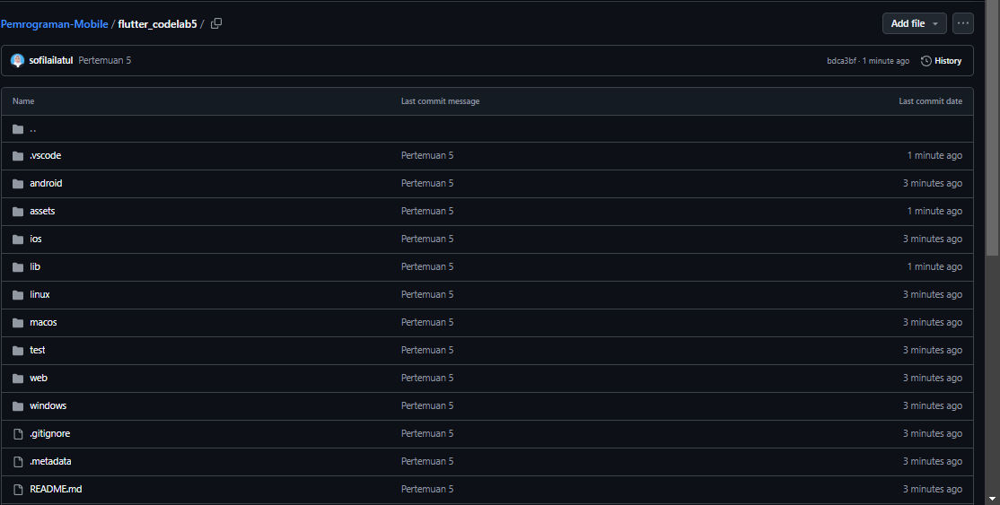 Pemrograman-Mobile / flutter_codelab5 /
Add file
sofilailatul Pertemuan 5
bdca3bf · 1 minute ago History
Name Last commit message Last commit date
..
.vscode Pertemuan 5 1 minute ago
android Pertemuan 5 3 minutes ago
assets Pertemuan 5 1 minute ago
ios Pertemuan 5 3 minutes ago
lib Pertemuan 5 1 minute ago
linux Pertemuan 5 3 minutes ago
macos Pertemuan 5 3 minutes ago
test Pertemuan 5 3 minutes ago
web Pertemuan 5 3 minutes ago
windows Pertemuan 5 3 minutes ago
.gitignore Pertemuan 5 3 minutes ago
.metadata Pertemuan 5 3 minutes ago
README.md Pertemuan 5 3 minutes ago